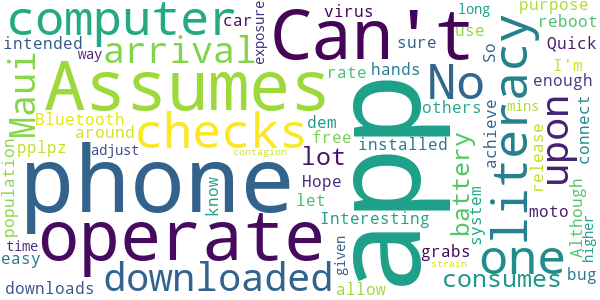 computer
arrival
intended
way
car
exposure
virus
Can't
long
use
purpose
reboot
So
Quick
I'm
enough
Maui
Assumes
rate
hands
sure
No
others
literacy
upon
mins
Bluetooth
around
checks
dem
free
installed
app
achieve
connect
pplpz
adjust
lot
battery
system
release
Although
population
phone
contagion
Hope
let
know
Interesting
one
moto
higher
time
easy
operate
given
grabs
strain
consumes
bug
downloads
downloaded
allow